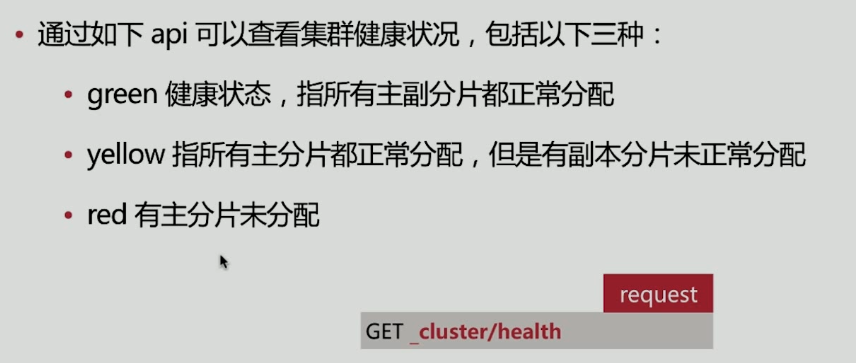 • 通过如下 api 可以查看集群健康状况，包括以下三种：
• green 健康状态，指所有主副分片都正常分配
• yellow 指所有主分片都正常分配，但是有副本分片未正常分配
• red 有主分片未分配
request
GET _cluster/health